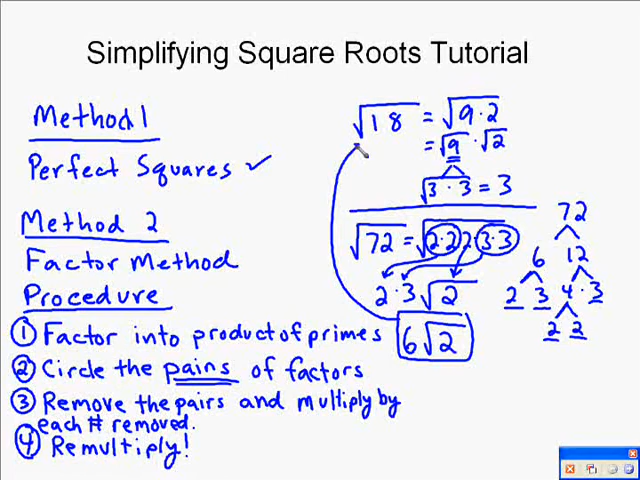 Simplifying Square Roots Tutorial
Method 1
Perfect Squares ✓
Method 2
Factor Method
Procedure
① Factor into product of primes
② Circle the pairs of factors
③ Remove the pairs and multiply by
each # removed.
④ Remultiply!
√18 = √9·2
= √9 · √2
√3·3 = 3
√72 = √2·2·2·3·3
2·3√2
6√2
72
6 12
2 3 4·3
2 2